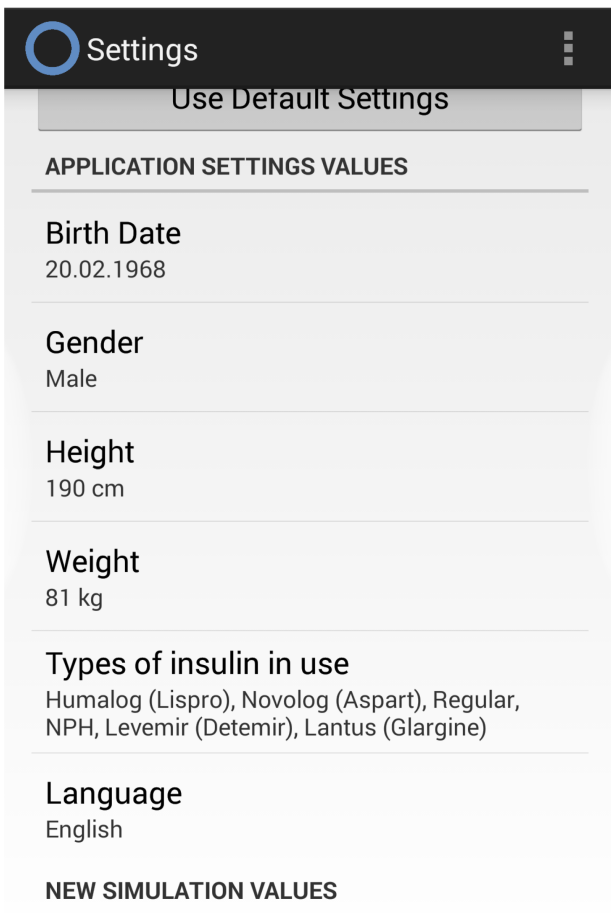 Settings
Use Default Settings
APPLICATION SETTINGS VALUES
Birth Date
20.02.1968
Gender
Male
Height
190 cm
Weight
81 kg
Types of insulin in use
Humalog (Lispro), Novolog (Aspart), Regular,
NPH, Levemir (Detemir), Lantus (Glargine)
Language
English
NEW SIMULATION VALUES